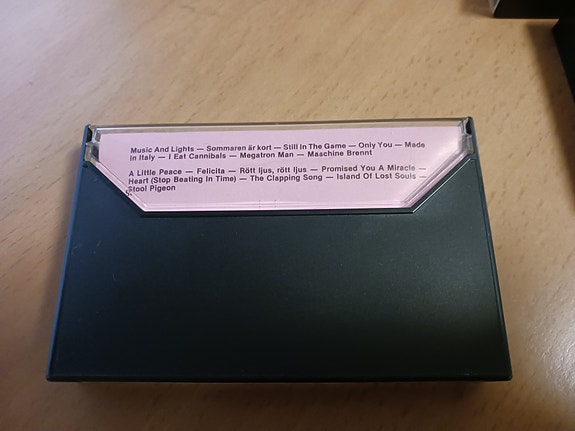 Music And Lights — Sommaren är kort — Still In The Game — Only You — Made
In Italy — I Eat Cannibals — Megatron Man — Maschine Brennt
A Little Peace — Felicita — Rött ljus, rött ljus — Promised You A Miracle —
Heart (Stop Beating In Time) — The Clapping Song — Island Of Lost Souls —
Stool Pigeon